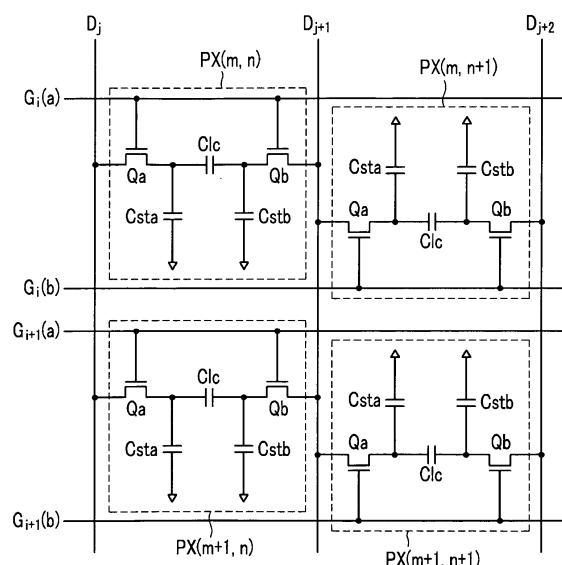 Dj Dj+1 Dj+2
PX(m, n)
PX(m, n+1)
Gi(a)
Clc
Qa Qb
Csta Cstb
Csta Cstb
Qa Qb
Clc
Gi(b)
Gi+1(a)
Clc
Qa Qb
Csta Cstb
Csta Cstb
Qa Qb
Clc
Gi+1(b)
PX(m+1, n)
PX(m+1, n+1)